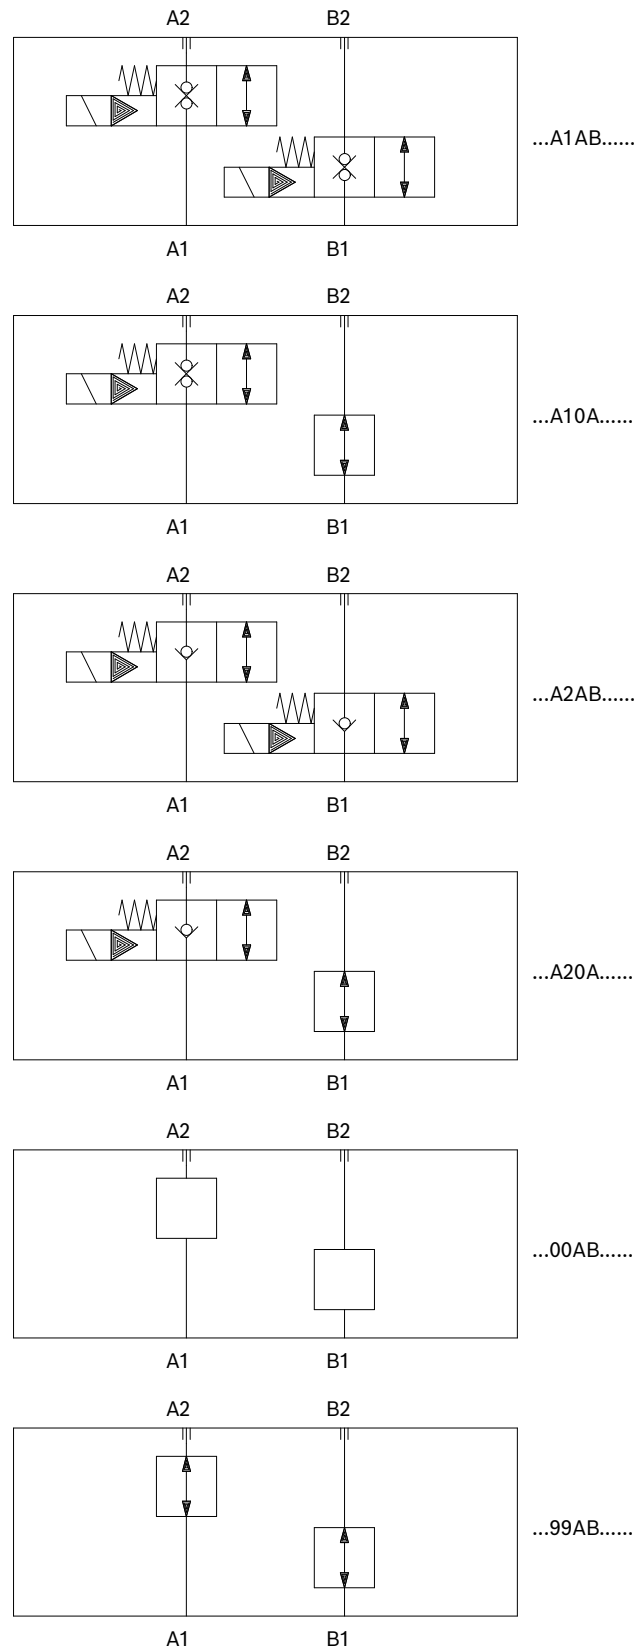 A2 B2
...A1AB......
A1 B1
A2 B2
...A10A......
A1 B1
A2 B2
...A2AB......
A1 B1
A2 B2
...A20A......
A1 B1
A2 B2
...00AB......
A1 B1
A2 B2
...99AB......
A1 B1